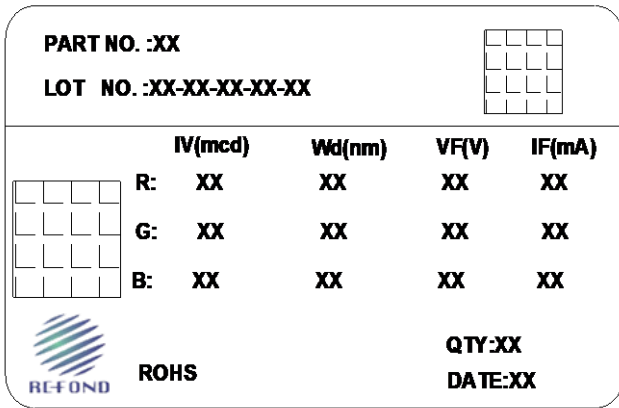 PART NO. :XX
LOT NO. :XX-XX-XX-XX-XX
IV(mcd) Wd(nm) VF(V) IF(mA)
R: XX XX XX XX
G: XX XX XX XX
B: XX XX XX XX
QTY:XX
REFOND ROHS DATE:XX